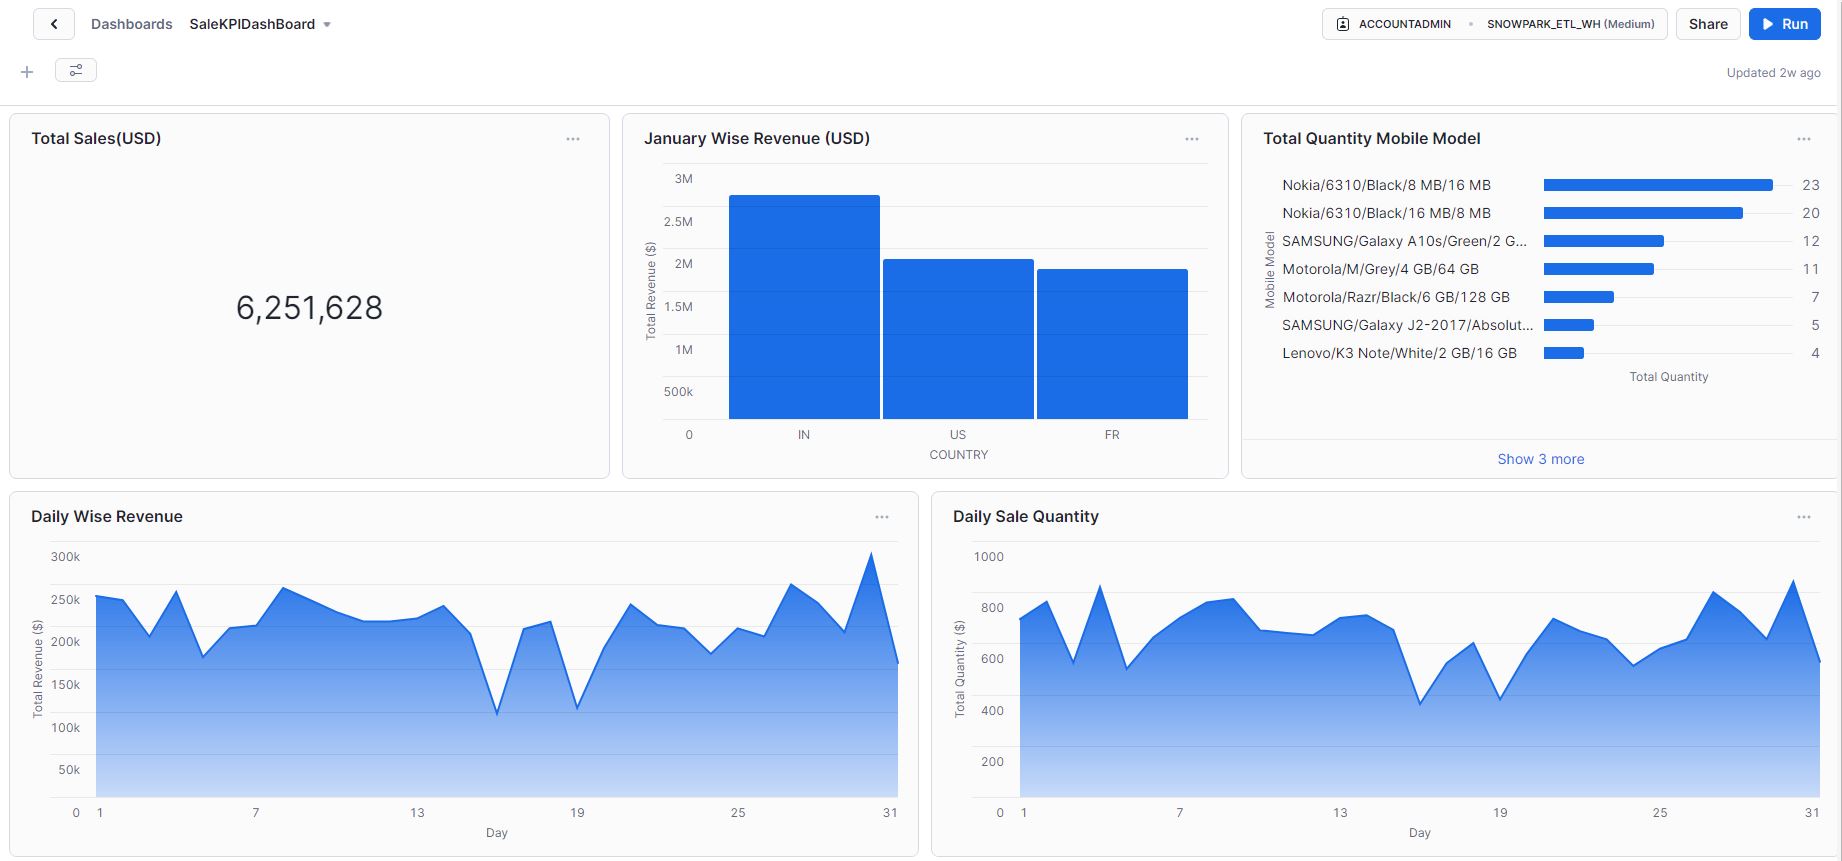 Dashboards SaleKPIDashBoard
ACCOUNTADMIN • SNOWPARK_ETL_WH (Medium) Share Run
Updated 2w ago
Total Sales(USD)
6,251,628
January Wise Revenue (USD)
Total Revenue ($)
3M
2.5M
2M
1.5M
1M
500k
0
IN US FR
COUNTRY
Total Quantity Mobile Model
Mobile Model
Nokia/6310/Black/8 MB/16 MB 23
Nokia/6310/Black/16 MB/8 MB 20
SAMSUNG/Galaxy A10s/Green/2 G... 12
Motorola/M/Grey/4 GB/64 GB 11
Motorola/Razr/Black/6 GB/128 GB 7
SAMSUNG/Galaxy J2-2017/Absolut... 5
Lenovo/K3 Note/White/2 GB/16 GB 4
Total Quantity
Show 3 more
Daily Wise Revenue
Total Revenue ($)
300k
250k
200k
150k
100k
50k
0
1 7 13 19 25 31
Day
Daily Sale Quantity
Total Quantity ($)
1000
800
600
400
200
0
1 7 13 19 25 31
Day